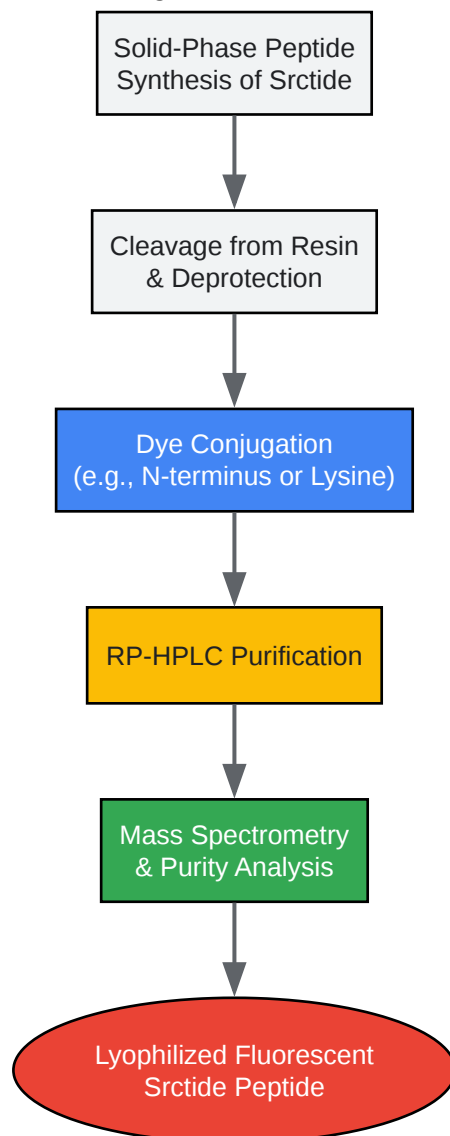 Solid-Phase Peptide
Synthesis of Srctide
Cleavage from Resin
& Deprotection
Dye Conjugation
(e.g., N-terminus or Lysine)
RP-HPLC Purification
Mass Spectrometry
& Purity Analysis
Lyophilized Fluorescent
Srctide Peptide